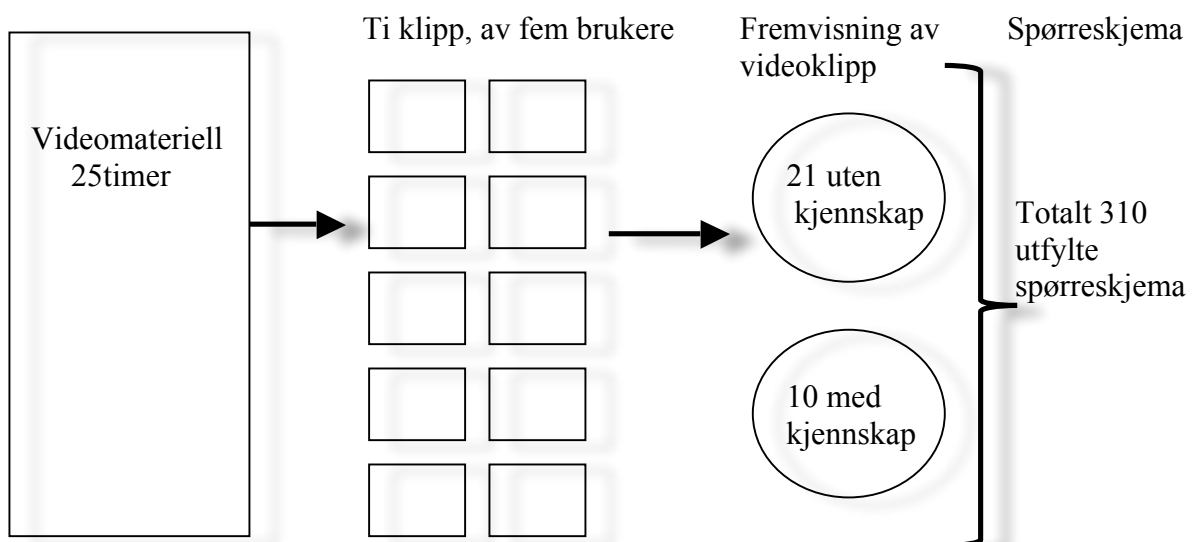 Ti klipp, av fem brukere
Fremvisning av
videoklipp
Spørreskjema
Videomateriell
25timer
21 uten
kjennskap
10 med
kjennskap
Totalt 310
utfylte
spørreskjema